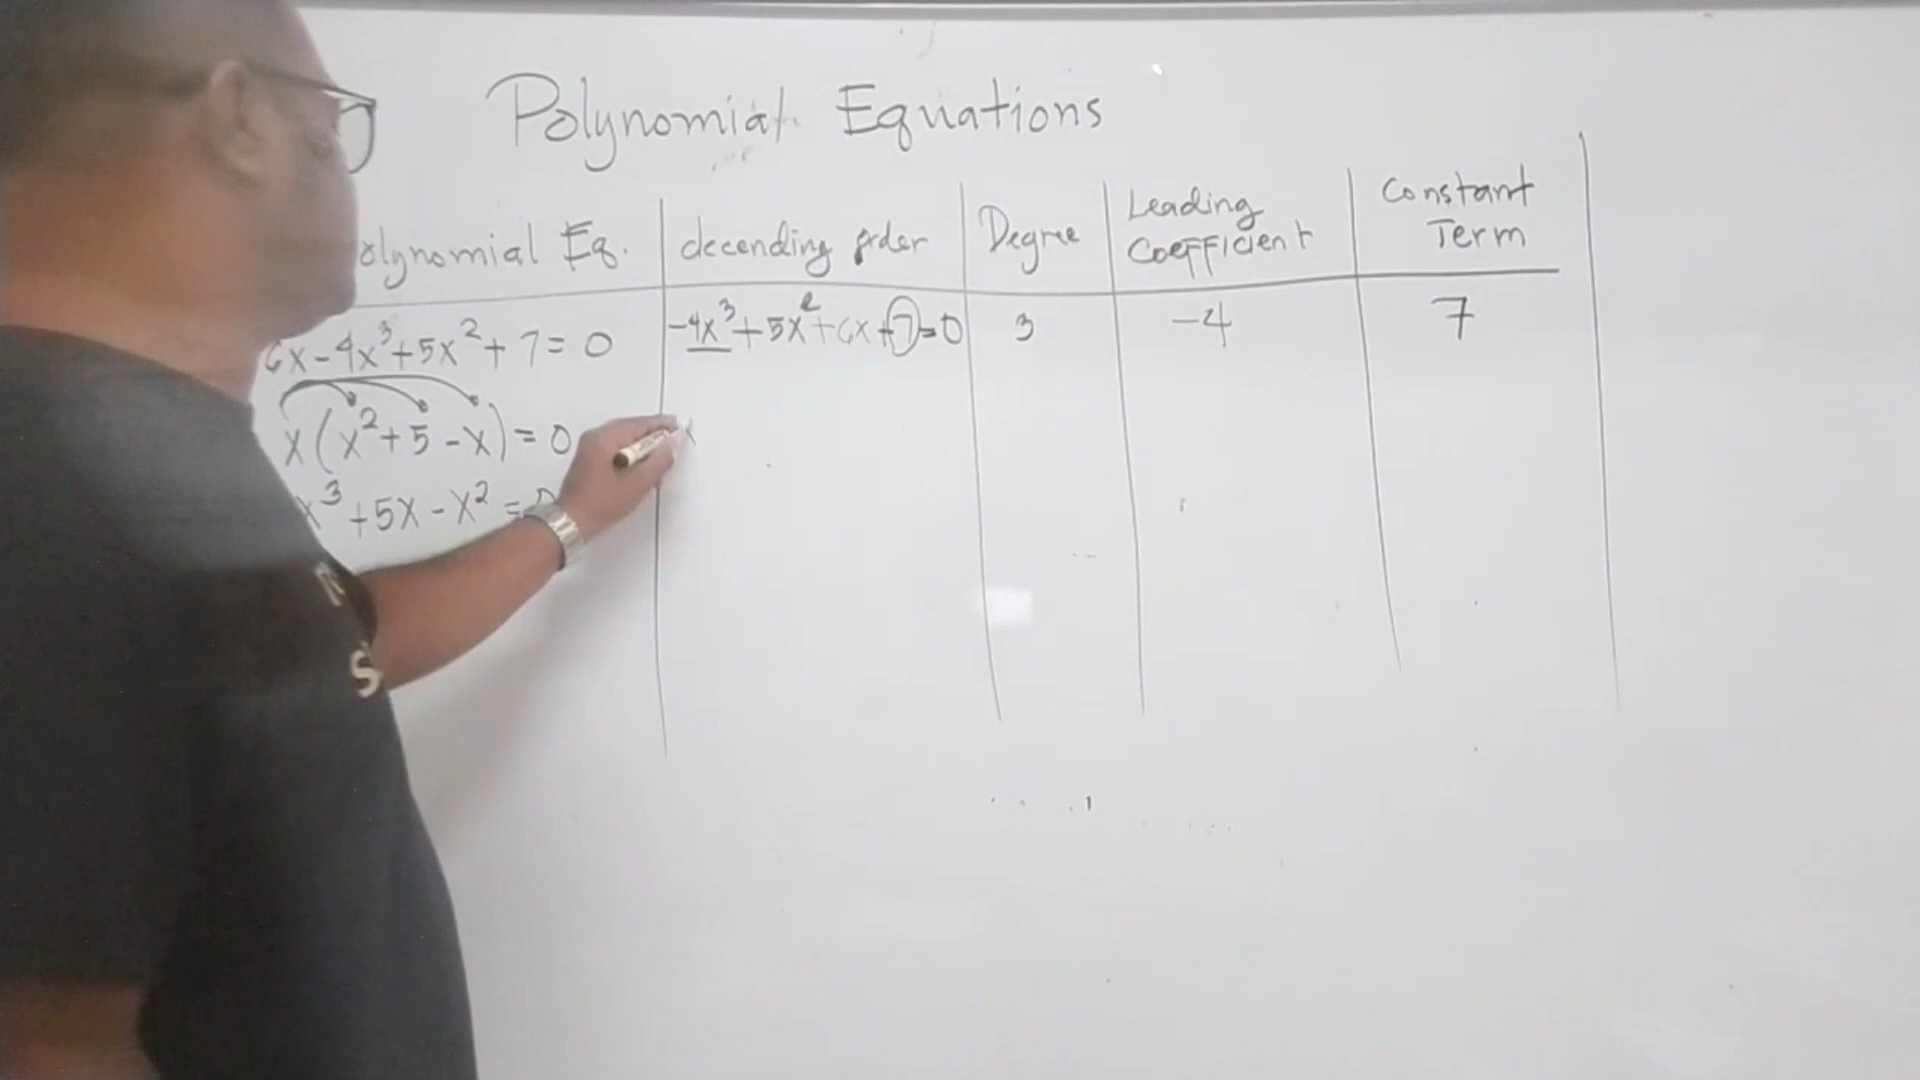 Polynomial Equations
olynomial Eq. decending order Degree Leading Coefficient Constant Term
6x - 4x³ + 5x² + 7 = 0 -4x³ + 5x² + 6x + 7 = 0 3 -4 7
x(x² + 5 - x) = 0 x
x³ + 5x - x² = 0